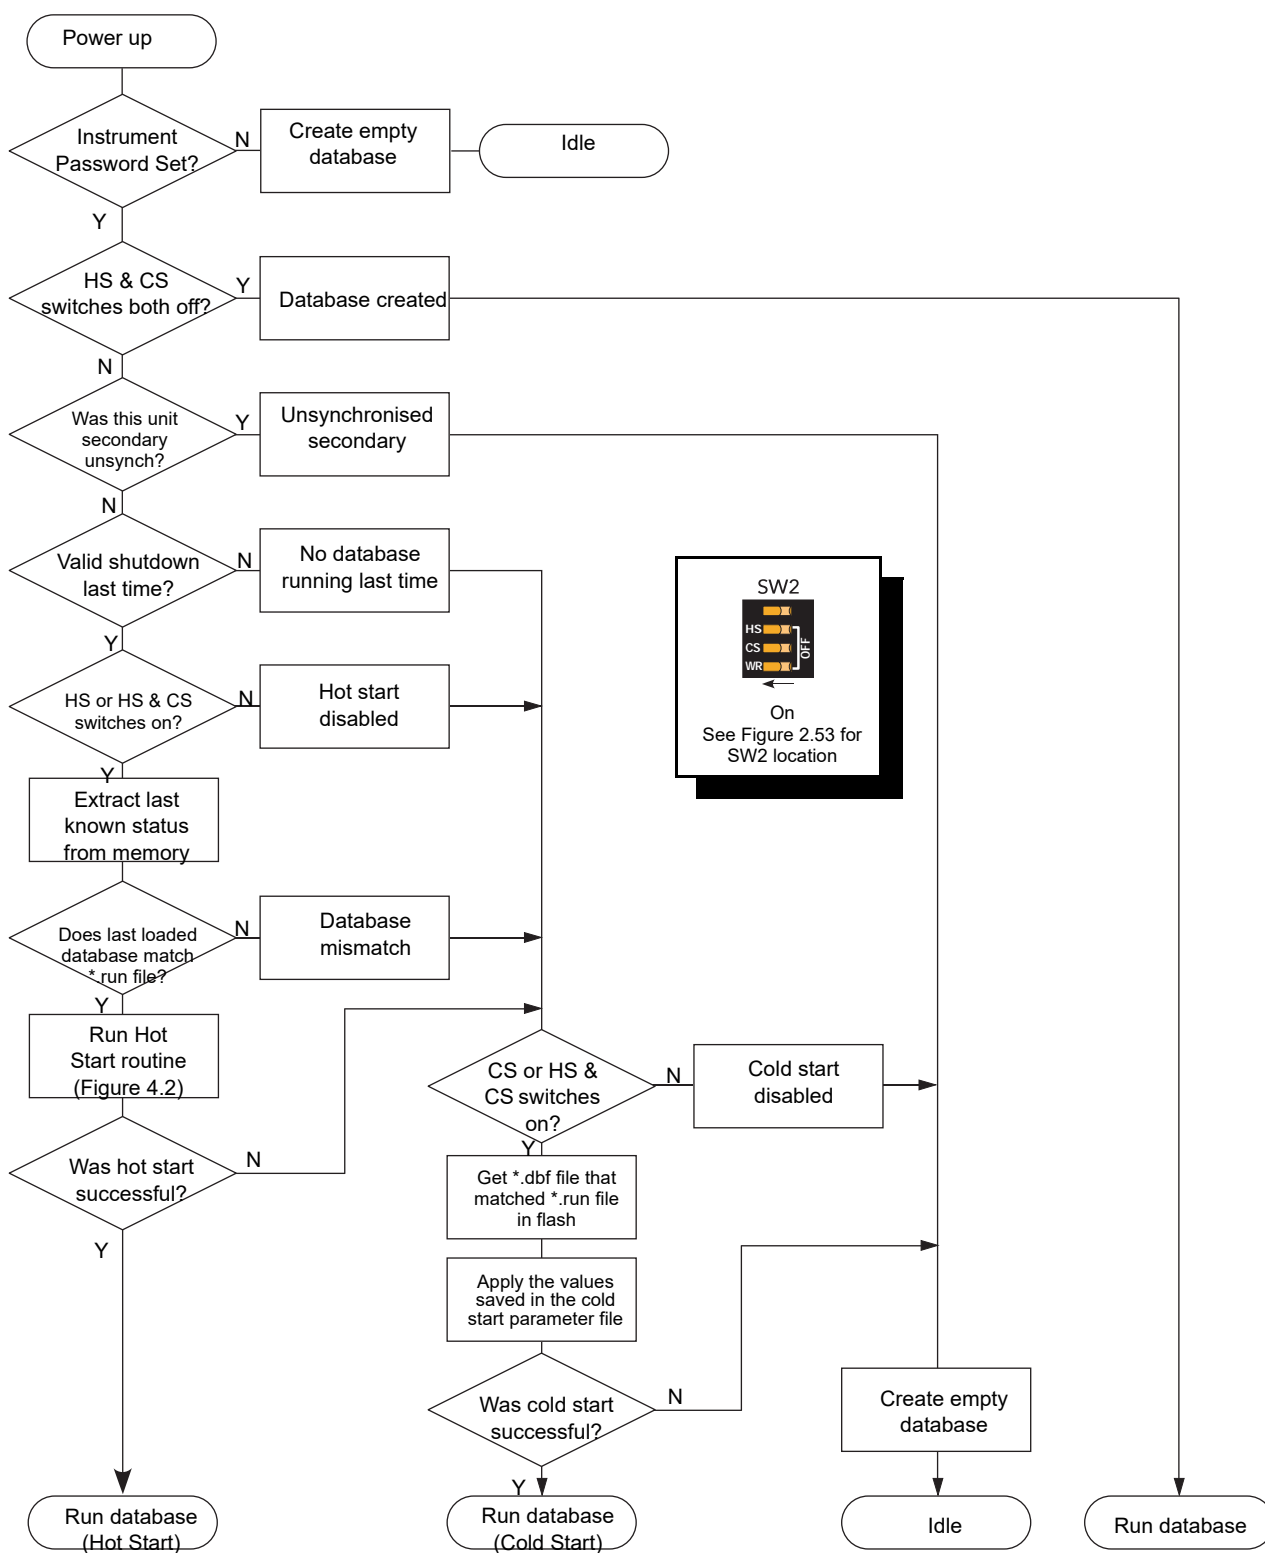 Power up
Instrument
Password Set?
N
Create empty
database
Idle
Y
HS & CS
switches both off?
Y
Database created
N
Was this unit
secondary
unsynch?
Y
Unsynchronised
secondary
N
Valid shutdown
last time?
N
No database
running last time
Y
HS or HS & CS
switches on?
N
Hot start
disabled
SW2
HS
CS
WR
OFF
On
See Figure 2.53 for
SW2 location
Y
Extract last
known status
from memory
Does last loaded
database match
*.run file?
N
Database
mismatch
Y
Run Hot
Start routine
(Figure 4.2)
Was hot start
successful?
N
Y
CS or HS &
CS switches
on?
N
Cold start
disabled
Y
Get *.dbf file that
matched *.run file
in flash
Apply the values
saved in the cold
start parameter file
Was cold start
successful?
N
Create empty
database
Y
Run database
(Hot Start)
Run database
(Cold Start)
Idle
Run database